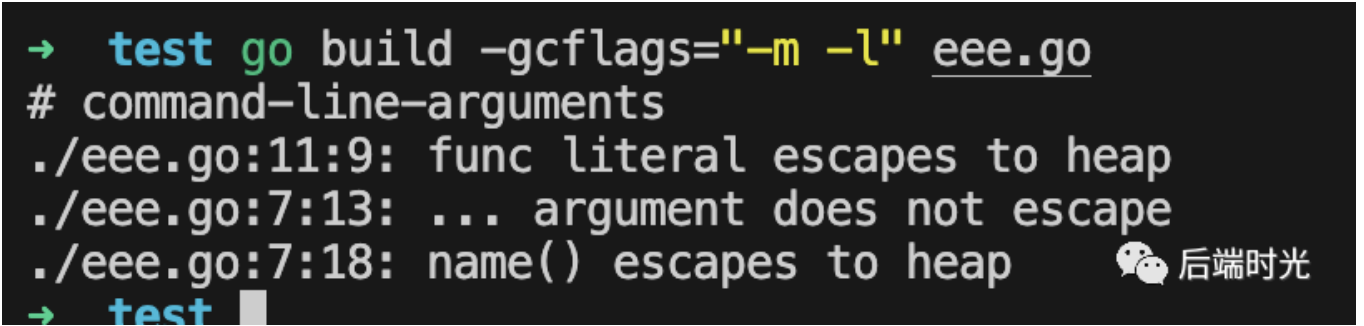 → test go build -gcflags="-m -l" eee.go
# command-line-arguments
./eee.go:11:9: func literal escapes to heap
./eee.go:7:13: ... argument does not escape
./eee.go:7:18: name() escapes to heap
后端时光
→ test